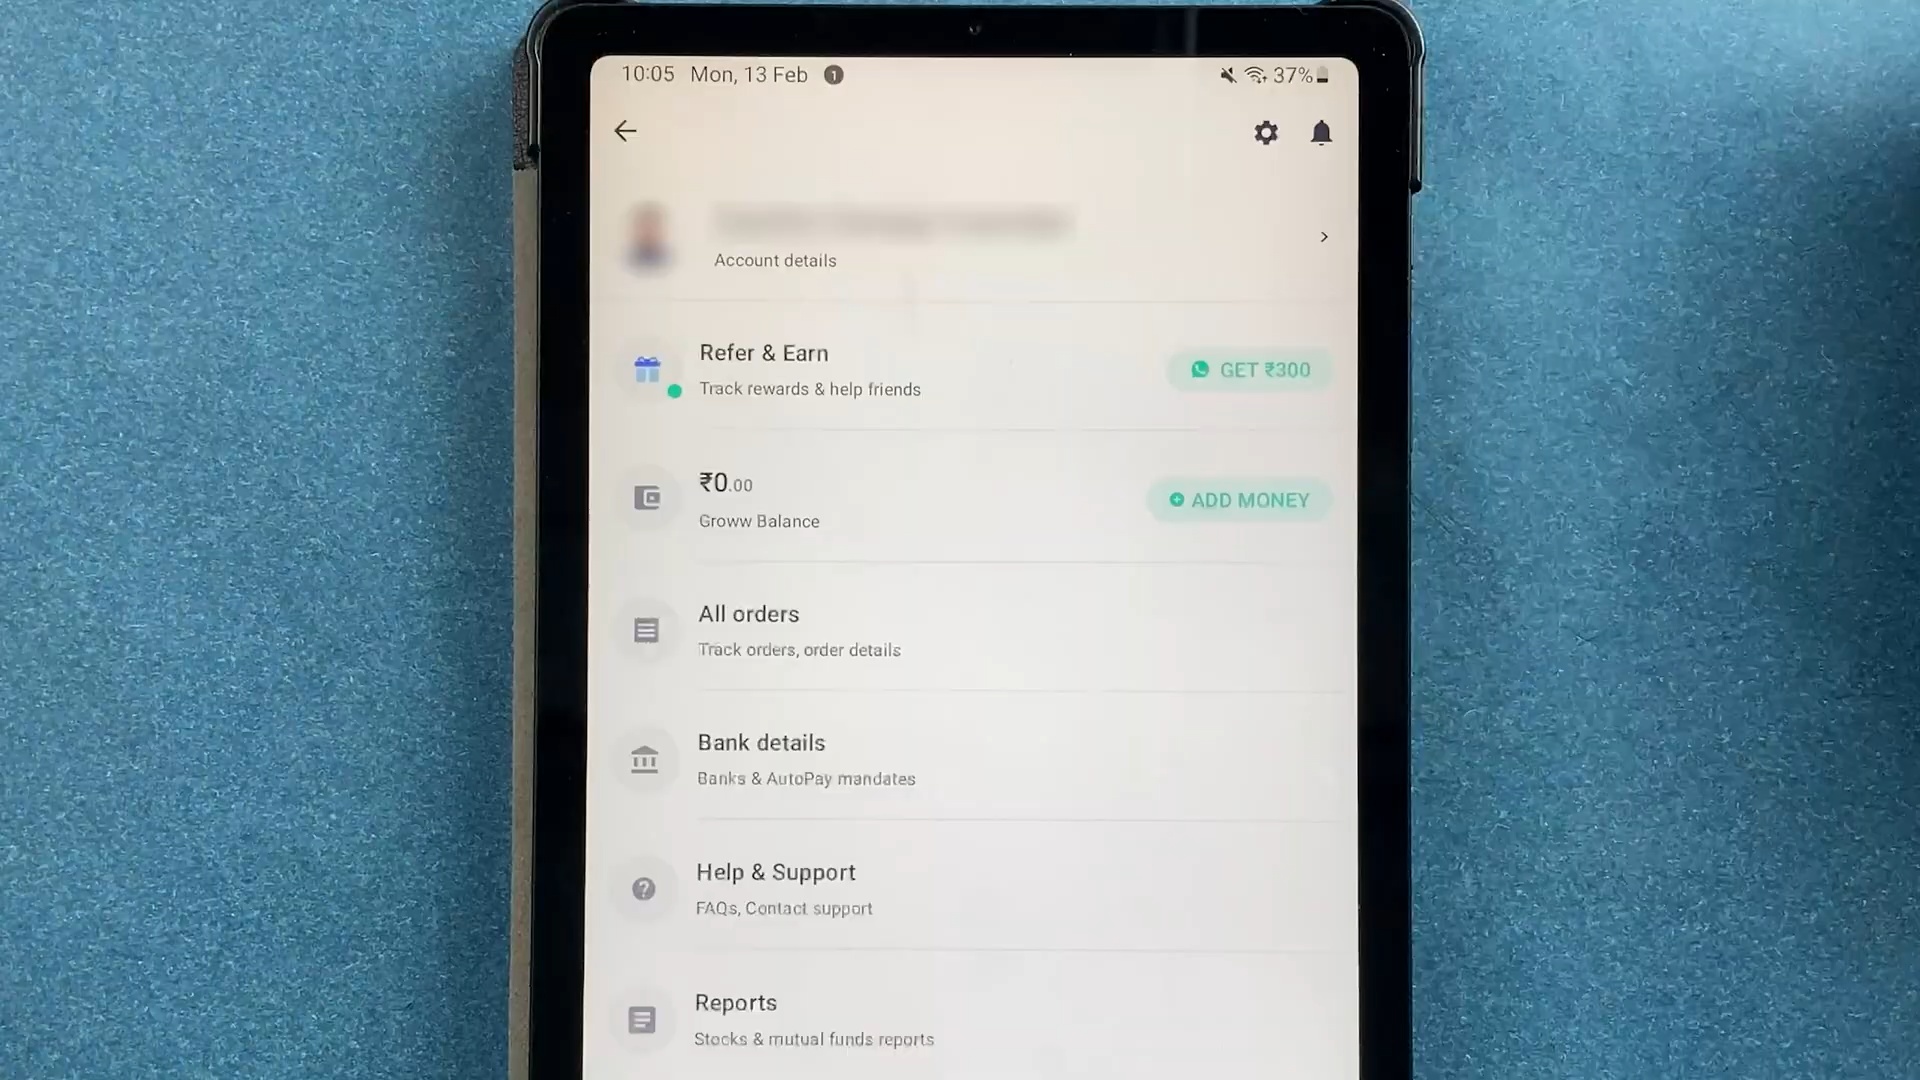 10:05 Mon, 13 Feb 1 37%
Account details
Refer & Earn
Track rewards & help friends
GET ₹300
₹0.00
Groww Balance
ADD MONEY
All orders
Track orders, order details
Bank details
Banks & AutoPay mandates
Help & Support
FAQs, Contact support
Reports
Stocks & mutual funds reports